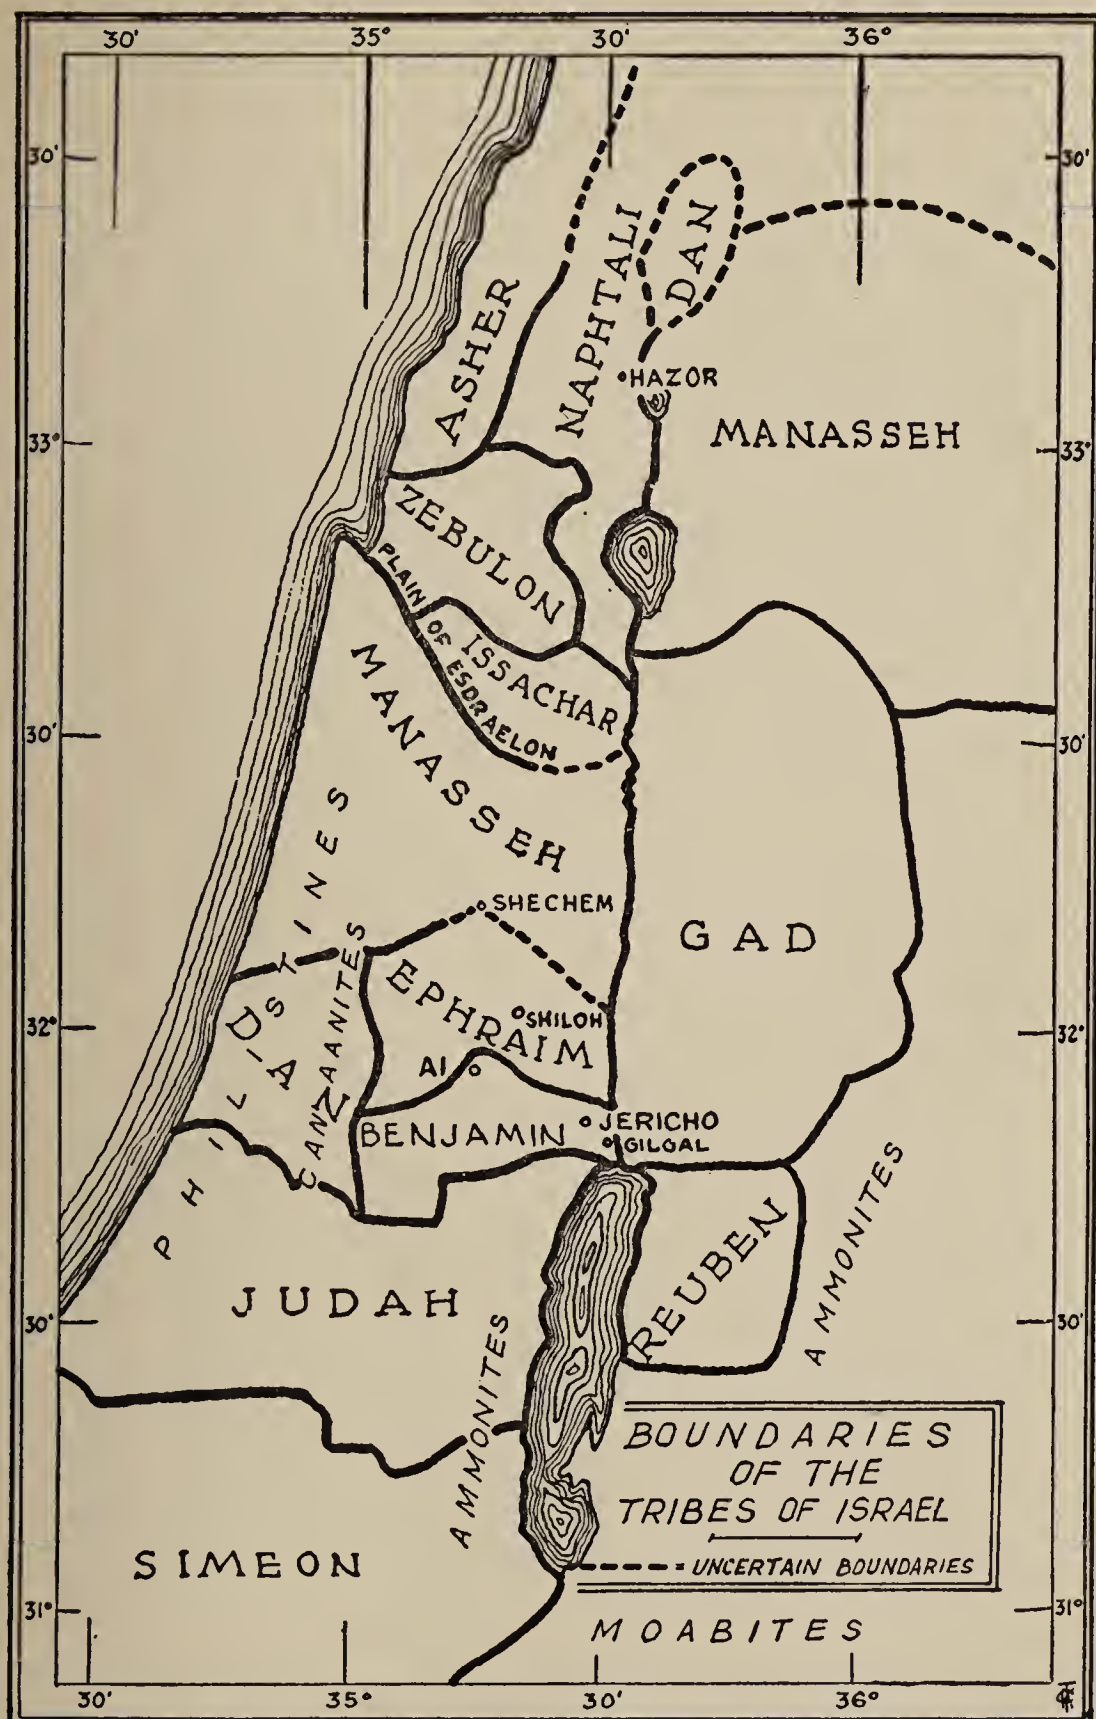 30' 35° 30' 36°
30' 30'
NAPHTALI
DAN
ASHER
HAZOR
MANASSEH
33° 33°
ZEBULON
PLAIN OF ESDRAELON
ISSACHAR
MANASSEH
30' 30'
PHILISTINES
SHECHEM
CANAANITES
GAD
EPHRAIM
SHILOH
DAN
32° 32°
AI
JERICHO
BENJAMIN
GILGAL
AMMONITES
REUBEN
JUDAH
30' 30'
AMMONITES
BOUNDARIES
OF THE
TRIBES OF ISRAEL
= UNCERTAIN BOUNDARIES
SIMEON
31° 31°
MOABITES
30' 35° 30' 36°